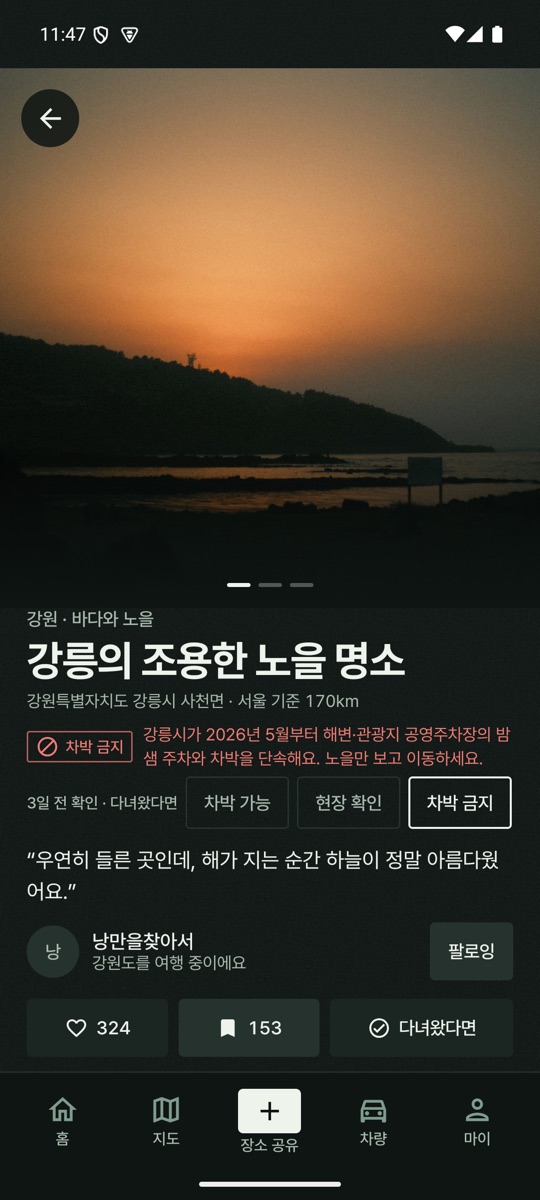 11:47
강원 · 바다와 노을
강릉의 조용한 노을 명소
강원특별자치도 강릉시 사천면 · 서울 기준 170km
차박 금지
강릉시가 2026년 5월부터 해변·관광지 공영주차장의 밤
샘 주차와 차박을 단속해요. 노을만 보고 이동하세요.
3일 전 확인 · 다녀왔다면 차박 가능 현장 확인 차박 금지
“우연히 들른 곳인데, 해가 지는 순간 하늘이 정말 아름다웠
어요.”
낭
낭만을찾아서
강원도를 여행 중이에요
팔로잉
324 153 다녀왔다면
홈 지도 장소 공유 차량 마이